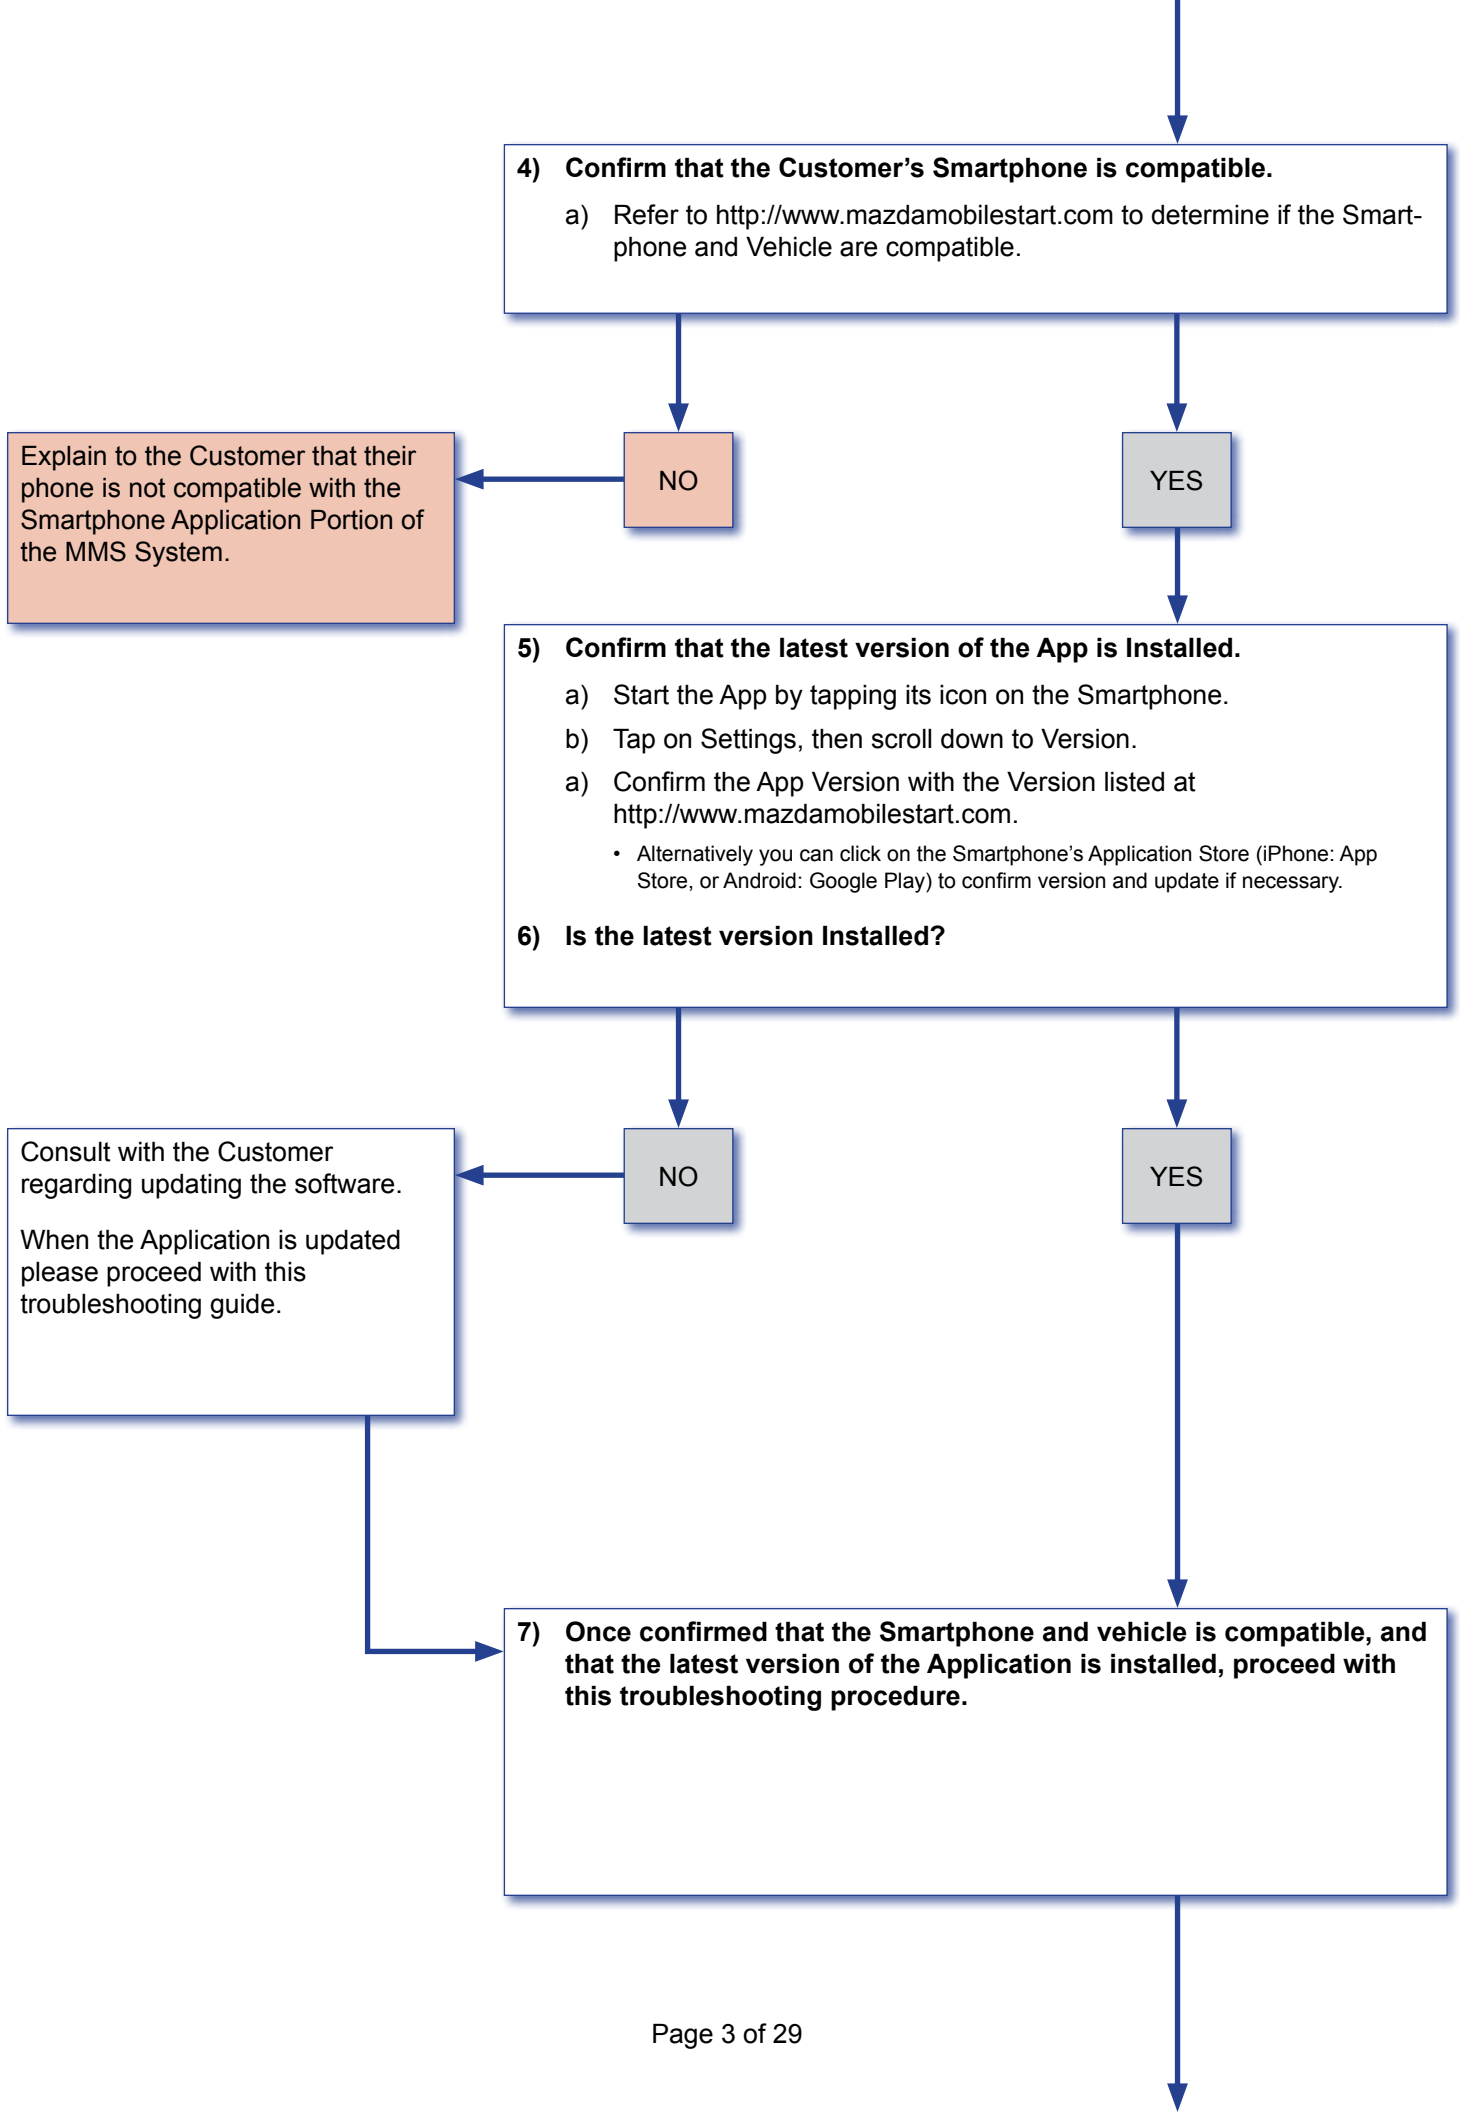 4) Confirm that the Customer's Smartphone is compatible.
a) Refer to http://www.mazdamobilestart.com to determine if the Smart-
phone and Vehicle are compatible.
NO
YES
Explain to the Customer that their
phone is not compatible with the
Smartphone Application Portion of
the MMS System.
5) Confirm that the latest version of the App is Installed.
a) Start the App by tapping its icon on the Smartphone.
b) Tap on Settings, then scroll down to Version.
a) Confirm the App Version with the Version listed at
http://www.mazdamobilestart.com.
• Alternatively you can click on the Smartphone's Application Store (iPhone: App
Store, or Android: Google Play) to confirm version and update if necessary.
6) Is the latest version Installed?
NO
YES
Consult with the Customer
regarding updating the software.
When the Application is updated
please proceed with this
troubleshooting guide.
7) Once confirmed that the Smartphone and vehicle is compatible, and
that the latest version of the Application is installed, proceed with
this troubleshooting procedure.
Page 3 of 29